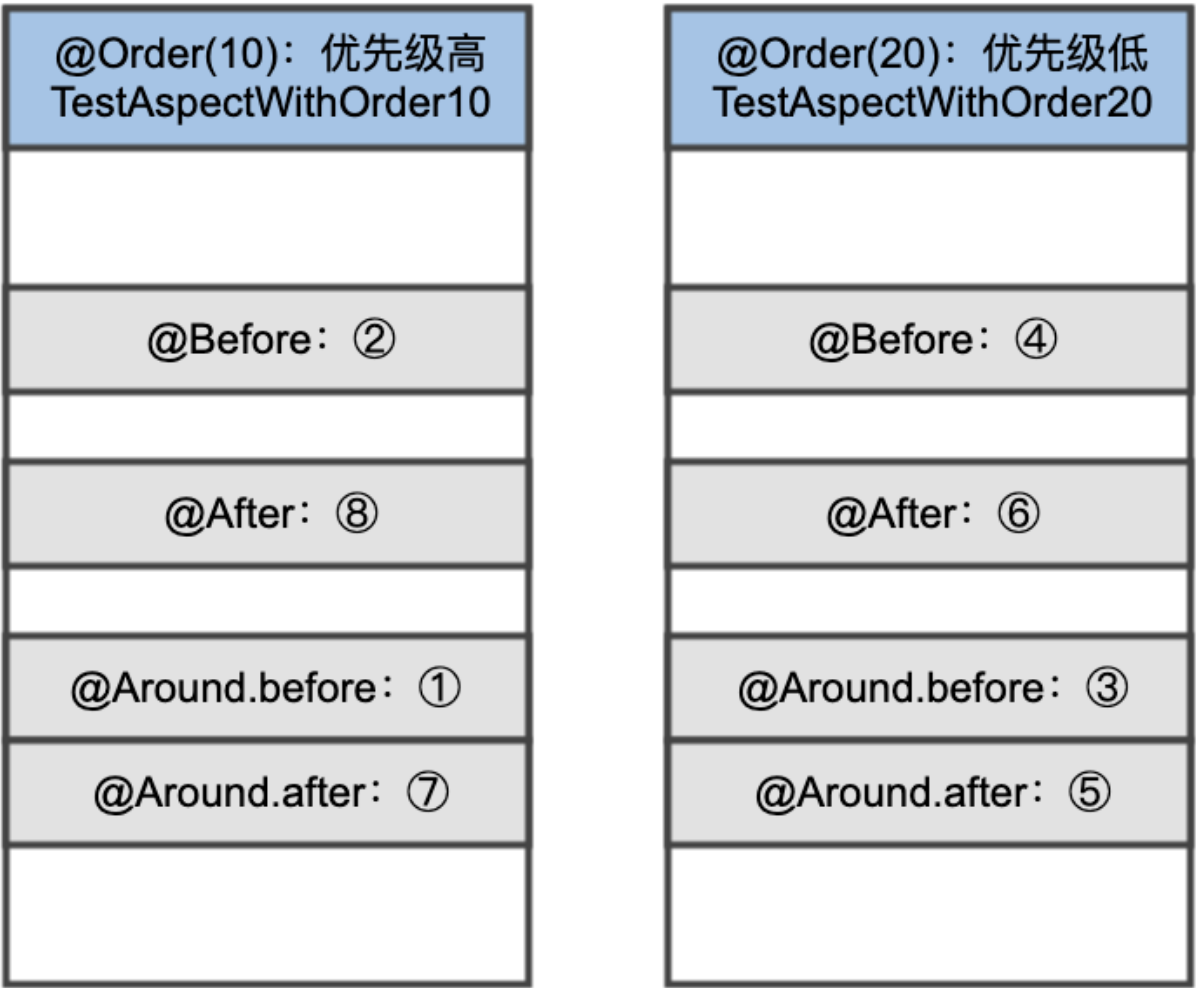 @Order(10)：优先级高
TestAspectWithOrder10
@Before：②
@After：⑧
@Around.before：①
@Around.after：⑦
@Order(20)：优先级低
TestAspectWithOrder20
@Before：④
@After：⑥
@Around.before：③
@Around.after：⑤